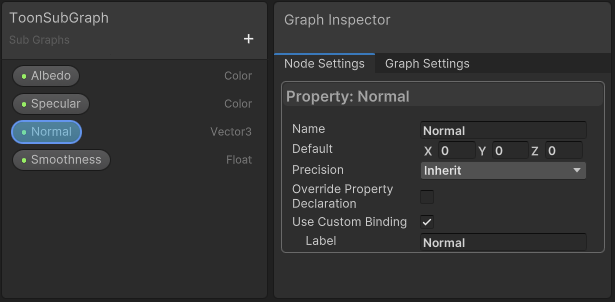 ToonSubGraph
Sub Graphs
+
Albedo Color
Specular Color
Normal Vector3
Smoothness Float
Graph Inspector
Node Settings Graph Settings
Property: Normal
Name Normal
Default X 0 Y 0 Z 0
Precision Inherit
Override Property
Declaration
Use Custom Binding
Label Normal